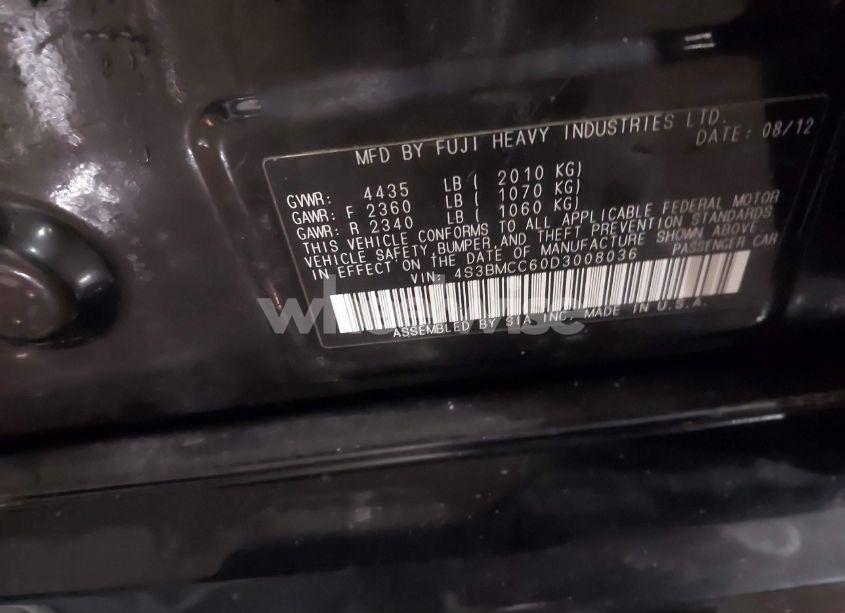 MFD BY FUJI HEAVY INDUSTRIES LTD.
DATE: 08/12
GVWR: 4435 LB ( 2010 KG)
GAWR: F 2360 LB ( 1070 KG)
GAWR: R 2340 LB ( 1060 KG)
THIS VEHICLE CONFORMS TO ALL APPLICABLE FEDERAL MOTOR
VEHICLE SAFETY, BUMPER, AND THEFT PREVENTION STANDARDS
IN EFFECT ON THE DATE OF MANUFACTURE SHOWN ABOVE.
VIN: 4S3BMCC60D3008036 PASSENGER CAR
wheelwise
ASSEMBLED BY SIA, INC. MADE IN U.S.A.